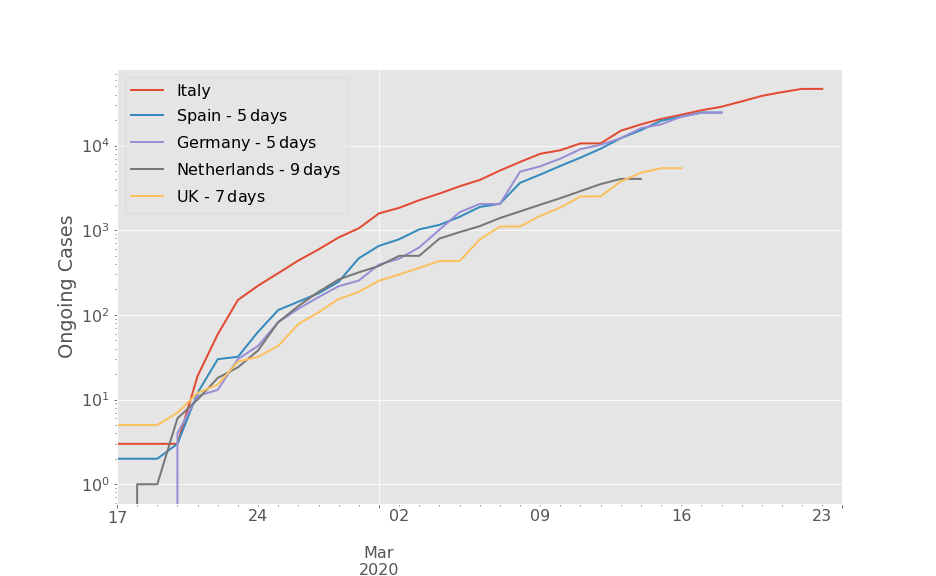 Italy
Spain - 5 days
Germany - 5 days
Netherlands - 9 days
UK - 7 days
Ongoing Cases
10⁴
10³
10²
10¹
10⁰
17 24 02 09 16 23
Mar
2020